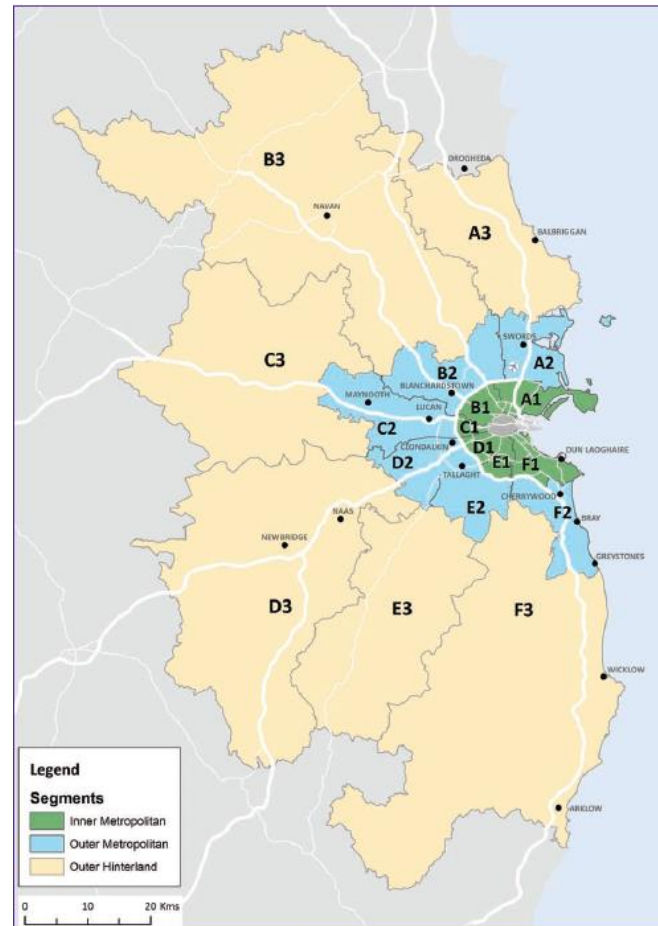 DROGHEDA
B3
NAVAN
A3
BALBRIGGAN
SWORDS
C3
A2
B2
BLANCHARDSTOWN
MAYNOOTH
B1
A1
LUCAN
C1
C2
CLONDALKIN
D1
DUN LAOGHAIRE
D2
E1
F1
TALLAGHT
CHERRYWOOD
E2
F2
NAAS
BRAY
NEWBRIDGE
GREYSTONES
D3
E3
F3
WICKLOW
Legend
Segments
Inner Metropolitan
Outer Metropolitan
Outer Hinterland
ARKLOW
0 10 20 Kms